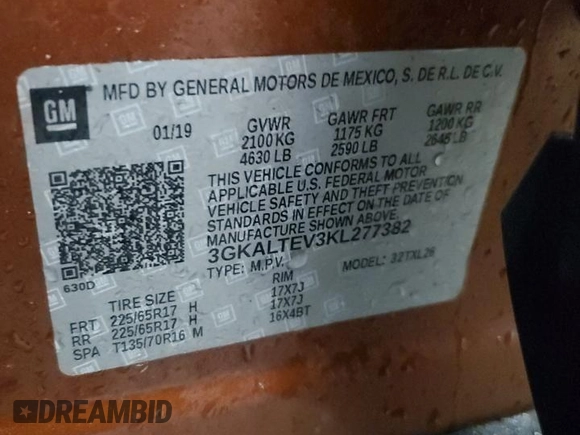 GM
MFD BY GENERAL MOTORS DE MEXICO, S. DE R.L. DE C.V.
01/19 GVWR GAWR FRT GAWR RR
2100 KG 1175 KG 1200 KG
4630 LB 2590 LB 2646 LB
THIS VEHICLE CONFORMS TO ALL
APPLICABLE U.S. FEDERAL MOTOR
VEHICLE SAFETY AND THEFT PREVENTION
STANDARDS IN EFFECT ON THE DATE OF
MANUFACTURE SHOWN ABOVE.
3GKALTEV3KL277382
630D TYPE: M.P.V. MODEL: 32TXL26
TIRE SIZE RIM
FRT 225/65R17 H 17X7J
RR 225/65R17 H 17X7J
SPA T135/70R16 M 16X4BT
DREAMBID